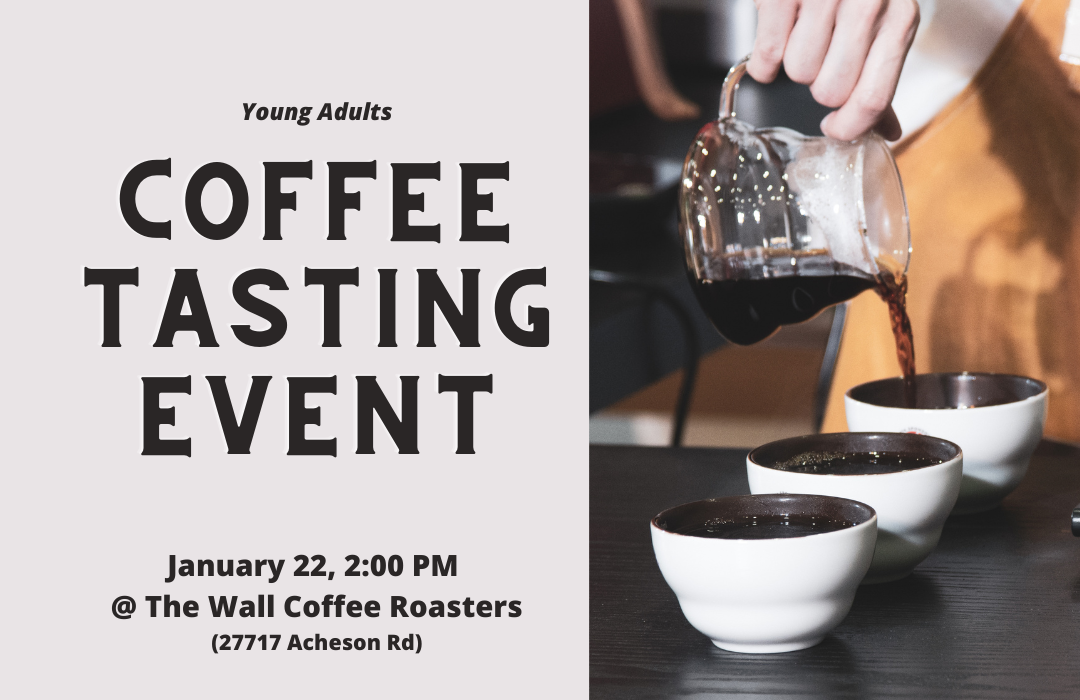 Young Adults
COFFEE
TASTING
EVENT
January 22, 2:00 PM
@ The Wall Coffee Roasters
(27717 Acheson Rd)